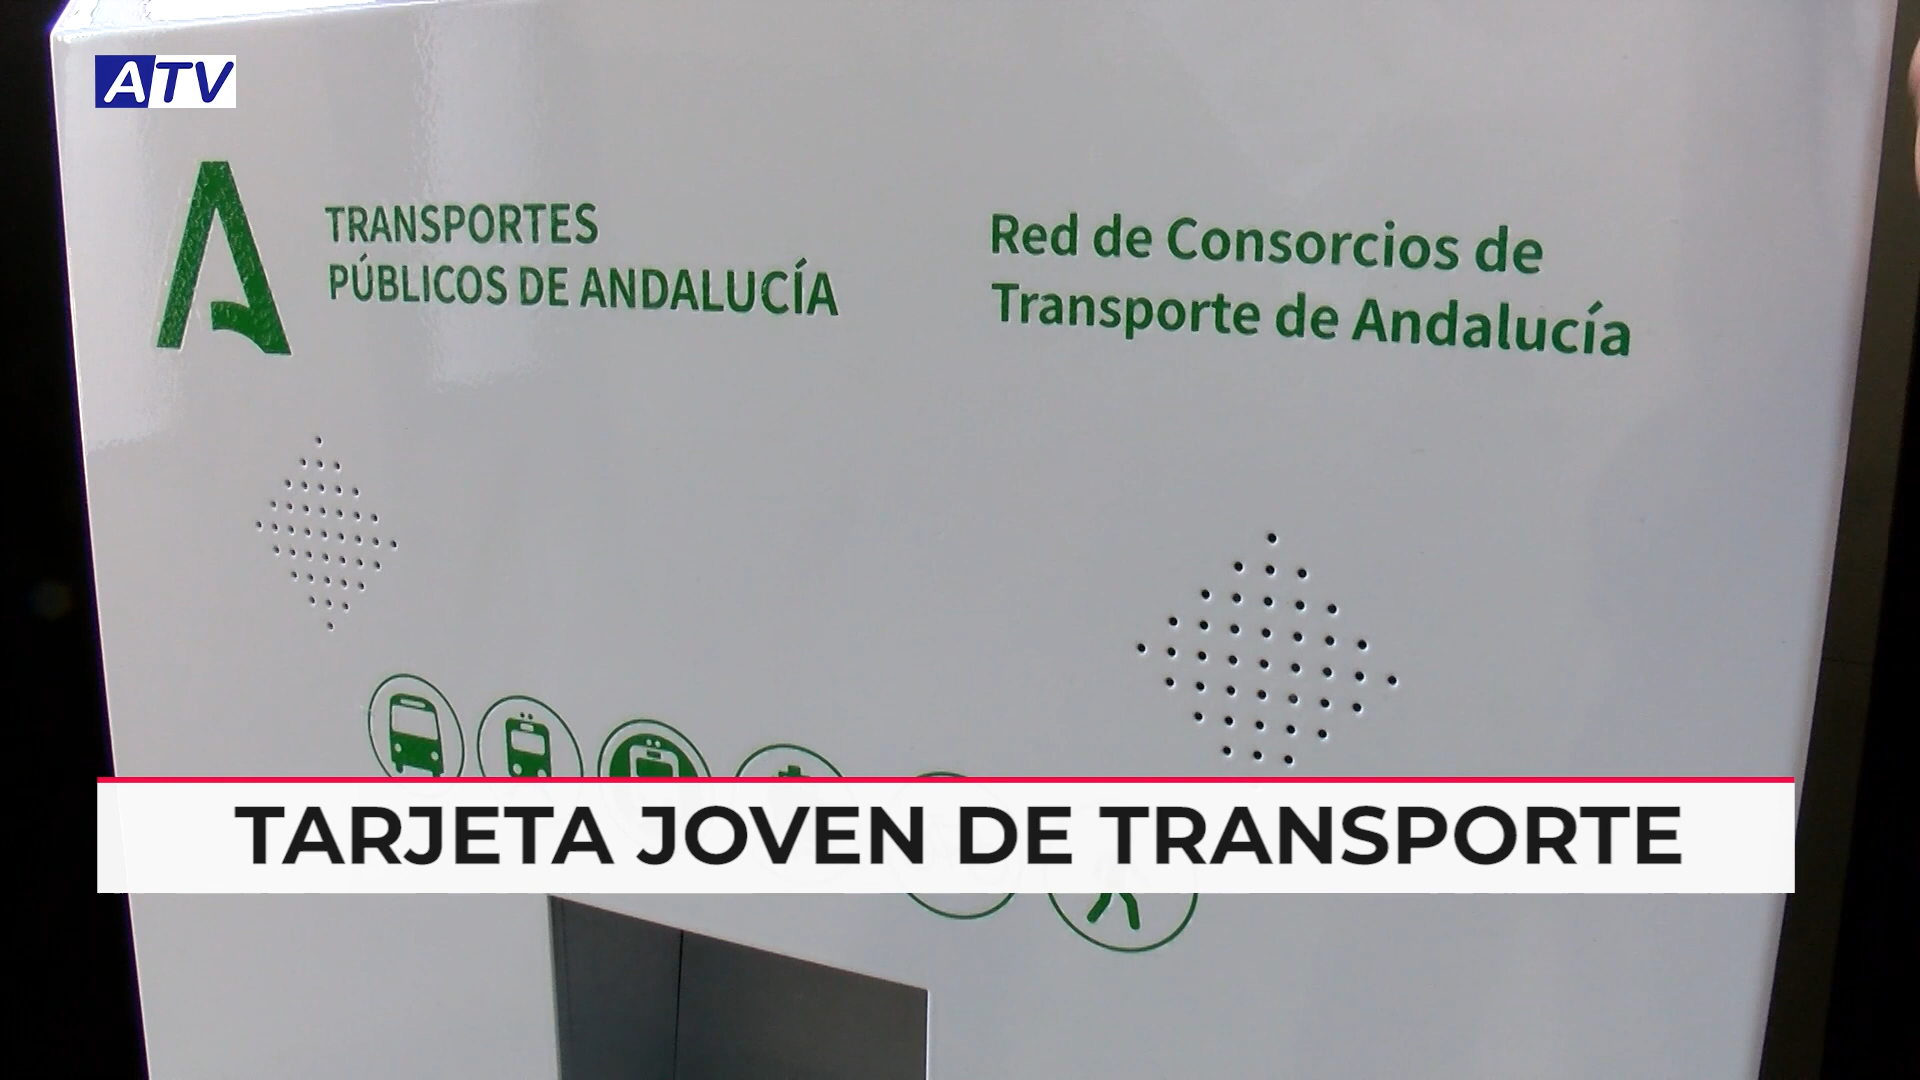 ATV
TRANSPORTES
PÚBLICOS DE ANDALUCÍA
Red de Consorcios de
Transporte de Andalucía
TARJETA JOVEN DE TRANSPORTE